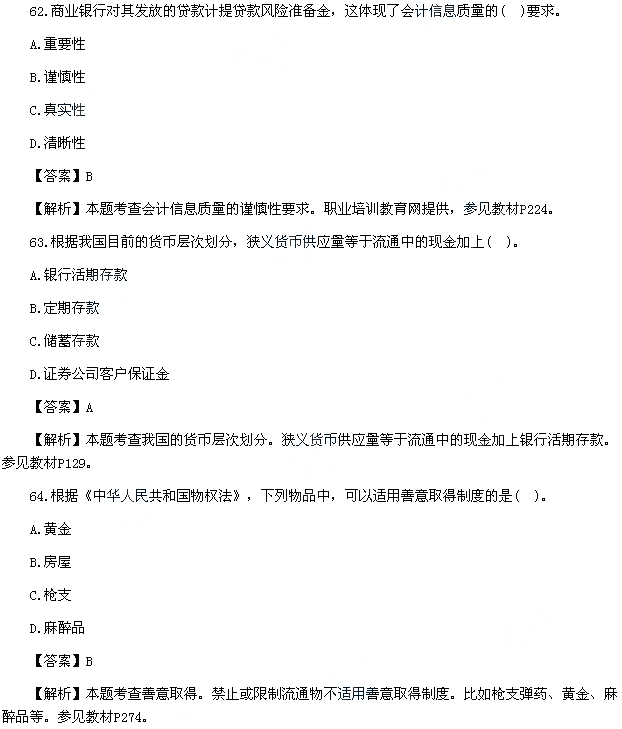 62.商业银行对其发放的贷款计提贷款风险准备金，这体现了会计信息质量的(　)要求。
A.重要性
B.谨慎性
C.真实性
D.清晰性
【答案】B
【解析】本题考查会计信息质量的谨慎性要求。职业培训教育网提供，参见教材P224。
63.根据我国目前的货币层次划分，狭义货币供应量等于流通中的现金加上(　)。
A.银行活期存款
B.定期存款
C.储蓄存款
D.证券公司客户保证金
【答案】A
【解析】本题考查我国的货币层次划分。狭义货币供应量等于流通中的现金加上银行活期存款。
参见教材P129。
64.根据《中华人民共和国物权法》，下列物品中，可以适用善意取得制度的是(　)。
A.黄金
B.房屋
C.枪支
D.麻醉品
【答案】B
【解析】本题考查善意取得。禁止或限制流通物不适用善意取得制度。比如枪支弹药、黄金、麻
醉品等。参见教材P274。